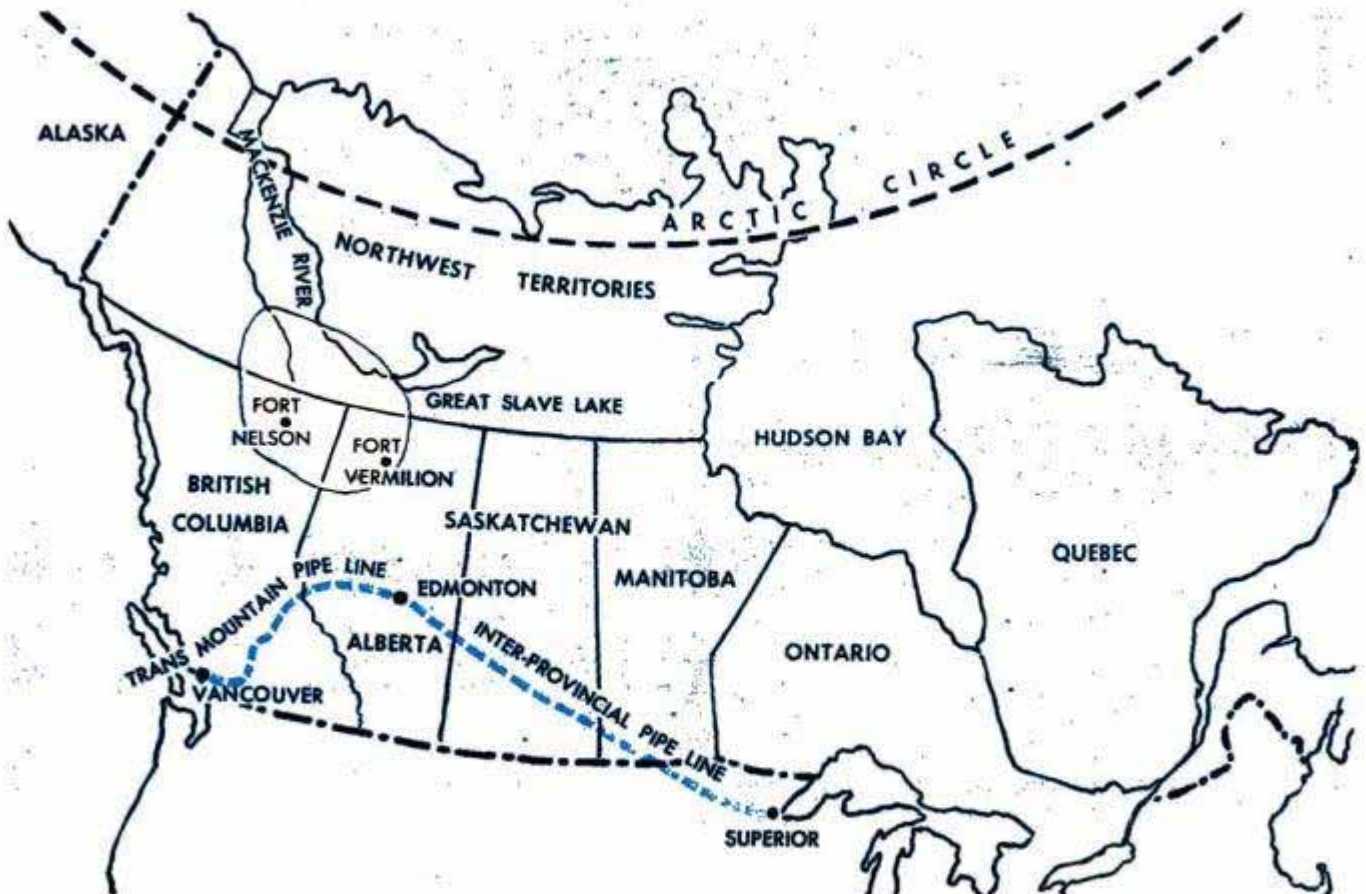 ALASKA
MACKENZIE RIVER
NORTHWEST TERRITORIES
ARCTIC CIRCLE
GREAT SLAVE LAKE
FORT
NELSON
FORT
VERMILION
HUDSON BAY
BRITISH
COLUMBIA
SASKATCHEWAN
QUEBEC
MANITOBA
TRANS MOUNTAIN PIPE LINE
EDMONTON
ALBERTA
INTER-PROVINCIAL PIPE LINE
ONTARIO
VANCOUVER
SUPERIOR